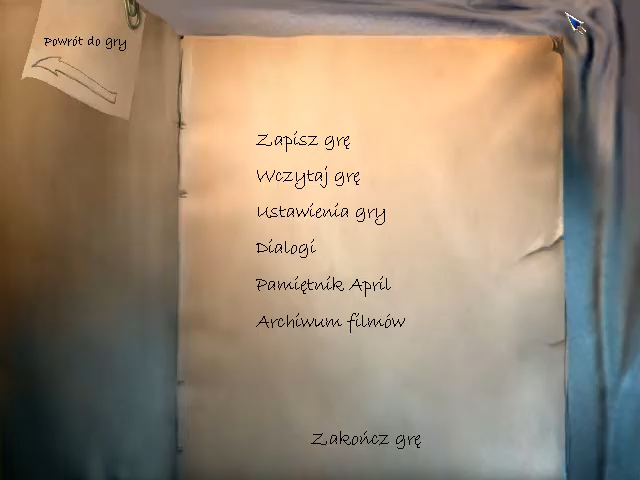 Powrót do gry
Zapisz grę
Wczytaj grę
Ustawienia gry
Dialogi
Pamiętnik April
Archiwum filmów
Zakończ grę